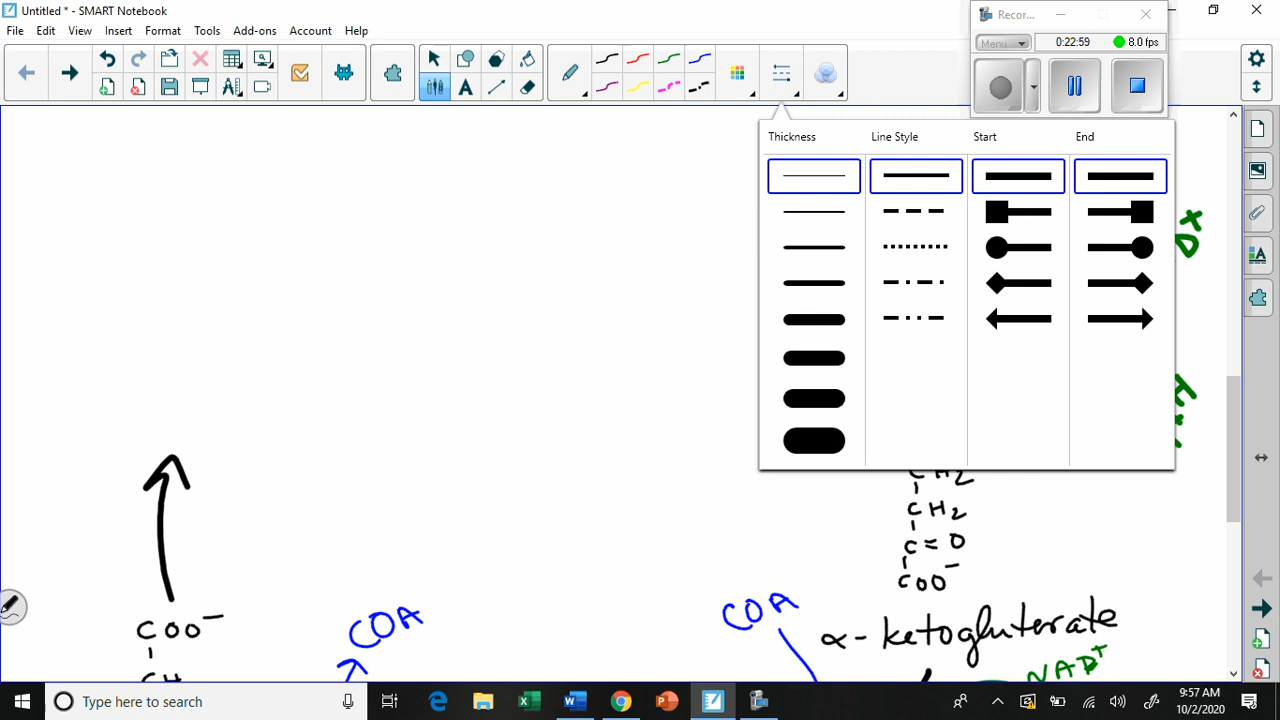 Untitled * - SMART Notebook
File Edit View Insert Format Tools Add-ons Account Help
Recor...
Menu
0:22:59
8.0 fps
Thickness
Line Style
Start
End
CH2
CH2
C=O
COO−
COO−
COA
COA
α- ketogluterate
NAD+
Type here to search
9:57 AM
10/2/2020